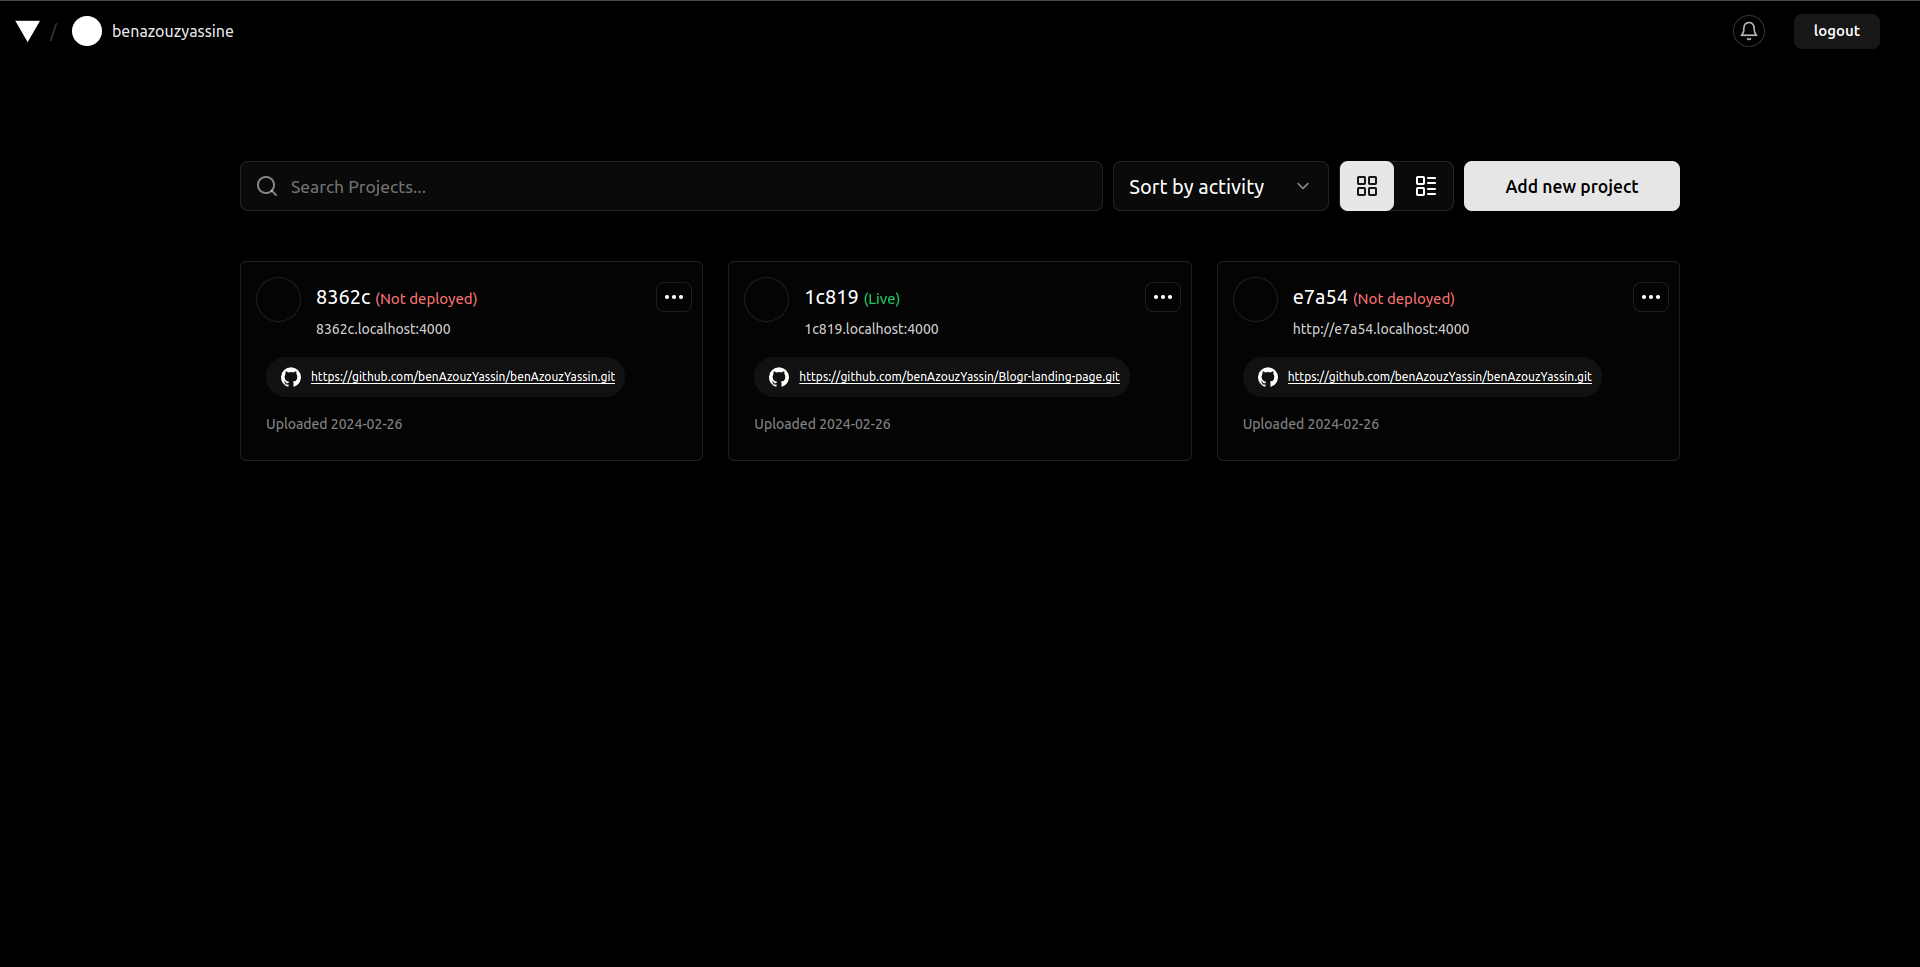 / benazouzyassine
logout
Search Projects...
Sort by activity
Add new project
8362c (Not deployed)
8362c.localhost:4000
https://github.com/benAzouzYassin/benAzouzYassin.git
Uploaded 2024-02-26
1c819 (Live)
1c819.localhost:4000
https://github.com/benAzouzYassin/Blogr-landing-page.git
Uploaded 2024-02-26
e7a54 (Not deployed)
http://e7a54.localhost:4000
https://github.com/benAzouzYassin/benAzouzYassin.git
Uploaded 2024-02-26